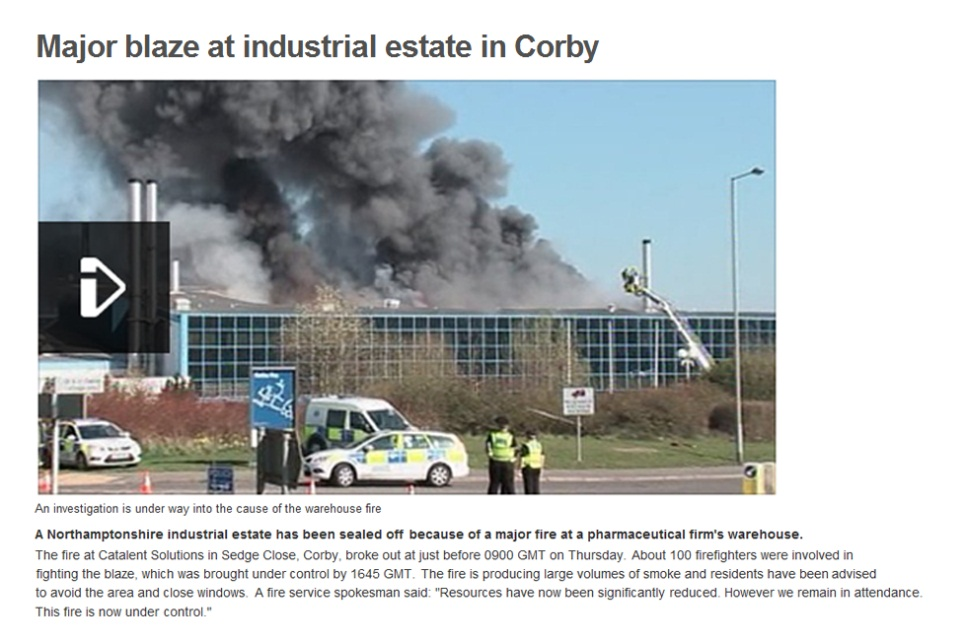 Major blaze at industrial estate in Corby
An investigation is under way into the cause of the warehouse fire
A Northamptonshire industrial estate has been sealed off because of a major fire at a pharmaceutical firm's warehouse.
The fire at Catalent Solutions in Sedge Close, Corby, broke out at just before 0900 GMT on Thursday. About 100 firefighters were involved in
fighting the blaze, which was brought under control by 1645 GMT. The fire is producing large volumes of smoke and residents have been advised
to avoid the area and close windows. A fire service spokesman said: "Resources have now been significantly reduced. However we remain in attendance.
This fire is now under control."